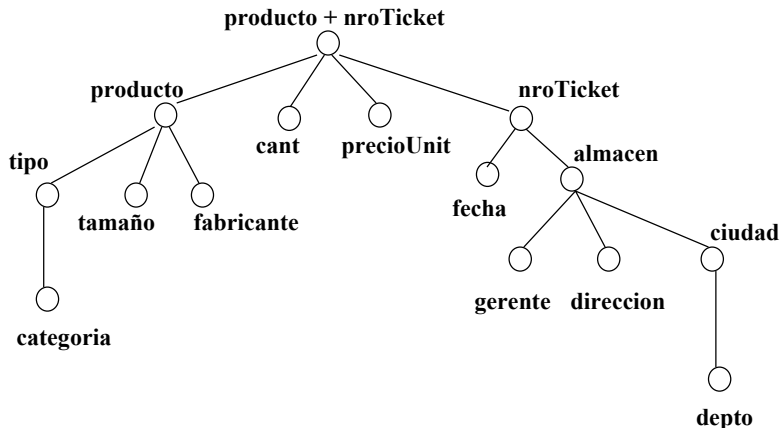 producto + nroTicket
producto
nroTicket
cant
precioUnit
almacen
tipo
tamaño
fabricante
fecha
ciudad
gerente
direccion
categoria
depto